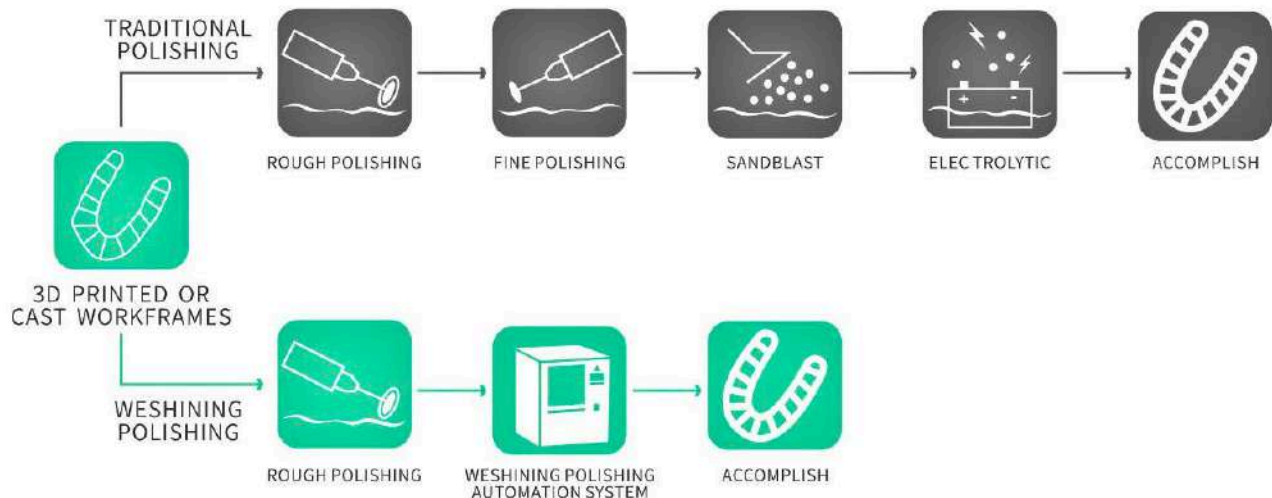 TRADITIONAL
POLISHING
ROUGH POLISHING
FINE POLISHING
SANDBLAST
ELEC TROLYTIC
ACCOMPLISH
3D PRINTED OR
CAST WORKFRAMES
WESHINING
POLISHING
ROUGH POLISHING
WESHINING POLISHING
AUTOMATION SYSTEM
ACCOMPLISH